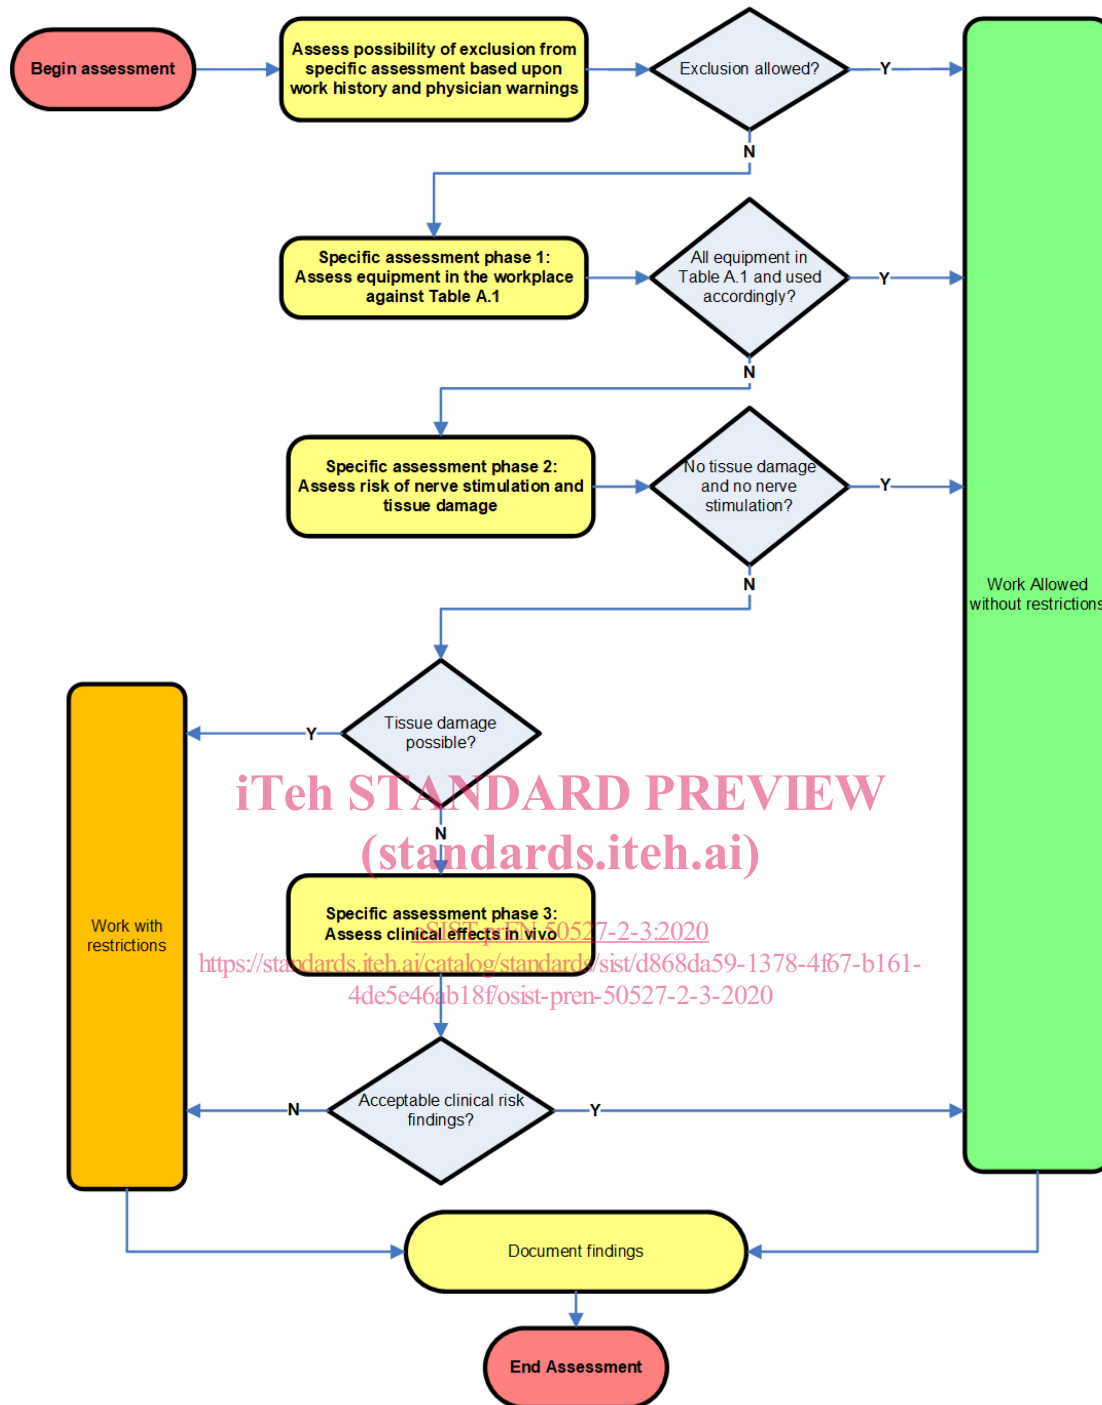 Begin assessment
Assess possibility of exclusion from
specific assessment based upon
work history and physician warnings
Exclusion allowed?
Y
N
Specific assessment phase 1:
Assess equipment in the workplace
against Table A.1
All equipment in
Table A.1 and used
accordingly?
Y
N
Specific assessment phase 2:
Assess risk of nerve stimulation and
tissue damage
No tissue damage
and no nerve
stimulation?
Y
N
Work Allowed
without restrictions
Tissue damage
possible?
Y
N
iTeh STANDARD PREVIEW
(standards.iteh.ai)
Specific assessment phase 3:
Assess clinical effects in vivo
oSIST prEN 50527-2-3:2020
https://standards.iteh.ai/catalog/standards/sist/d868da59-1378-4f67-b161-
4de5e46ab18f/osist-pren-50527-2-3-2020
Work with
restrictions
Acceptable clinical risk
findings?
N
Y
Document findings
End Assessment